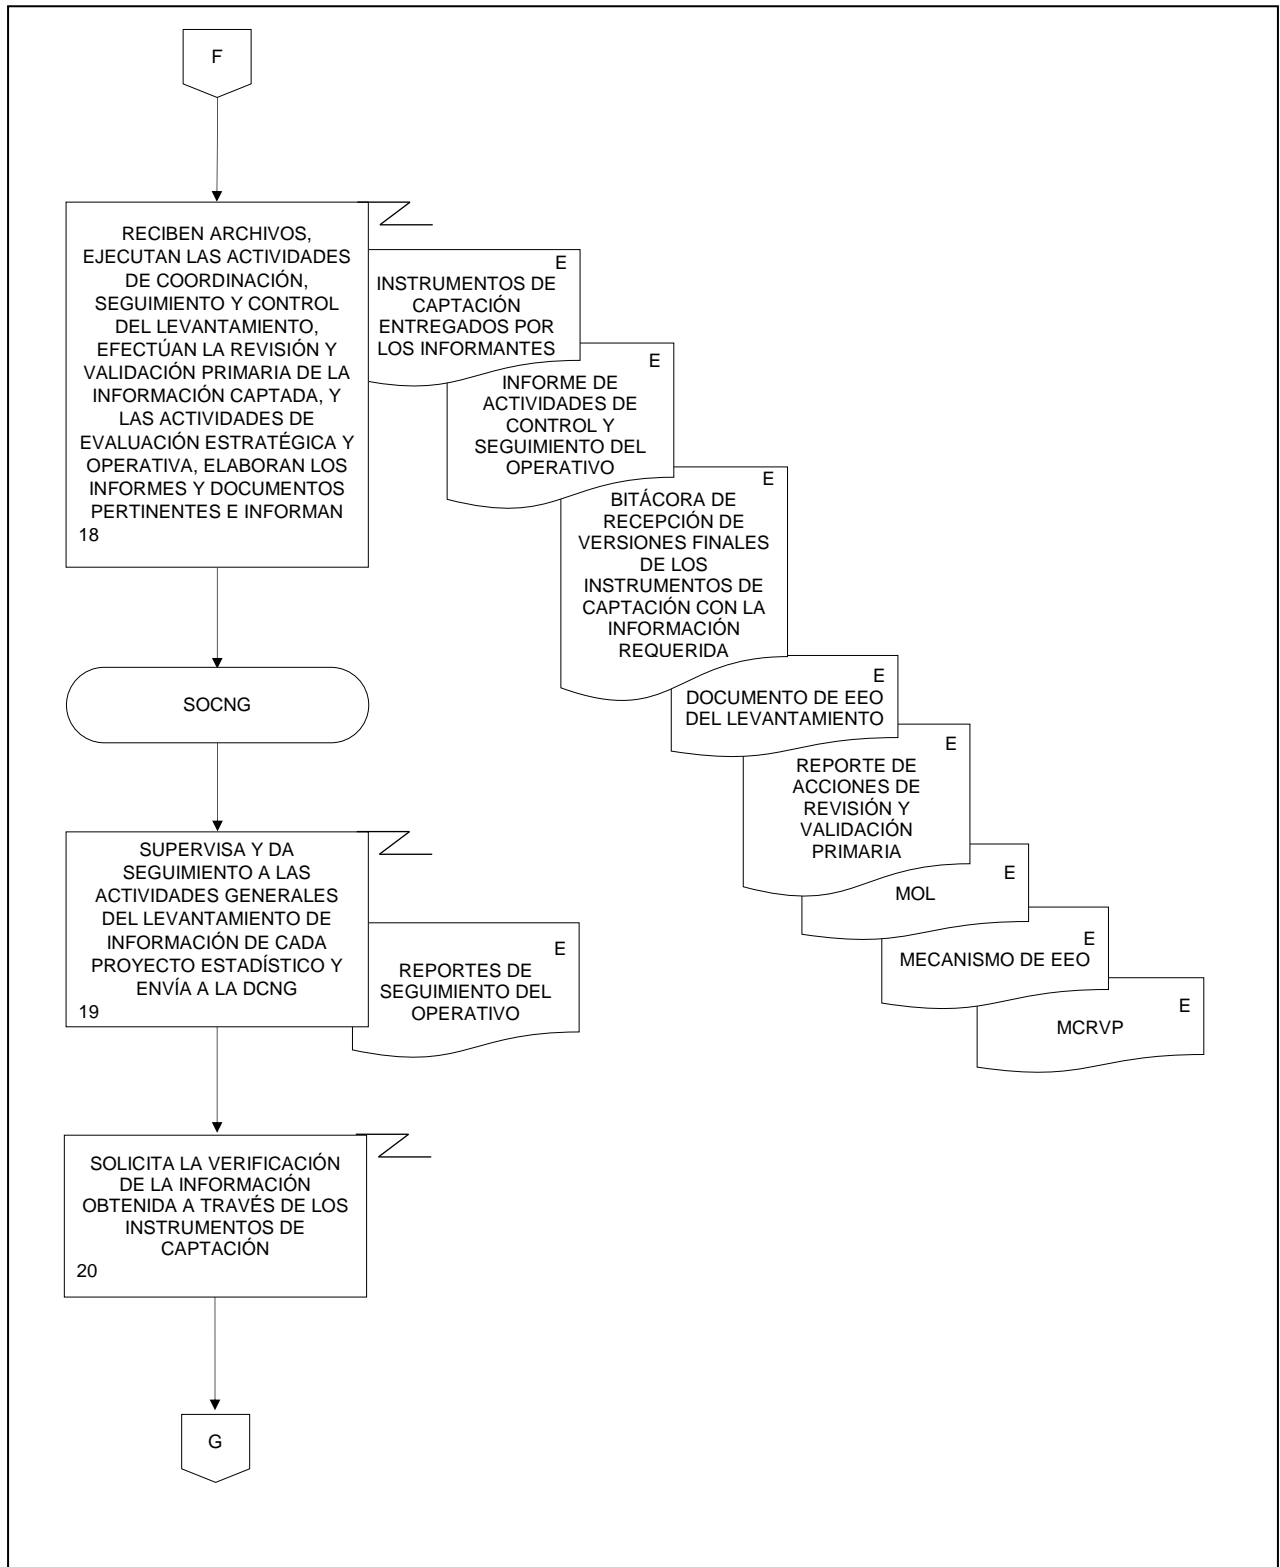 F
RECIBEN ARCHIVOS,
EJECUTAN LAS ACTIVIDADES
DE COORDINACIÓN,
SEGUIMIENTO Y CONTROL
DEL LEVANTAMIENTO,
EFECTÚAN LA REVISIÓN Y
VALIDACIÓN PRIMARIA DE LA
INFORMACIÓN CAPTADA, Y
LAS ACTIVIDADES DE
EVALUACIÓN ESTRATÉGICA Y
OPERATIVA, ELABORAN LOS
INFORMES Y DOCUMENTOS
PERTINENTES E INFORMAN
18
E
INSTRUMENTOS DE
CAPTACIÓN
ENTREGADOS POR
LOS INFORMANTES
E
INFORME DE
ACTIVIDADES DE
CONTROL Y
SEGUIMIENTO DEL
OPERATIVO
E
BITÁCORA DE
RECEPCIÓN DE
VERSIONES FINALES
DE LOS
INSTRUMENTOS DE
CAPTACIÓN CON LA
INFORMACIÓN
REQUERIDA
E
DOCUMENTO DE EEO
DEL LEVANTAMIENTO
E
REPORTE DE
ACCIONES DE
REVISIÓN Y
VALIDACIÓN
PRIMARIA
E
MOL
E
MECANISMO DE EEO
E
MCRVP
SOCNG
SUPERVISA Y DA
SEGUIMIENTO A LAS
ACTIVIDADES GENERALES
DEL LEVANTAMIENTO DE
INFORMACIÓN DE CADA
PROYECTO ESTADÍSTICO Y
ENVÍA A LA DCNG
19
E
REPORTES DE
SEGUIMIENTO DEL
OPERATIVO
SOLICITA LA VERIFICACIÓN
DE LA INFORMACIÓN
OBTENIDA A TRAVÉS DE LOS
INSTRUMENTOS DE
CAPTACIÓN
20
G